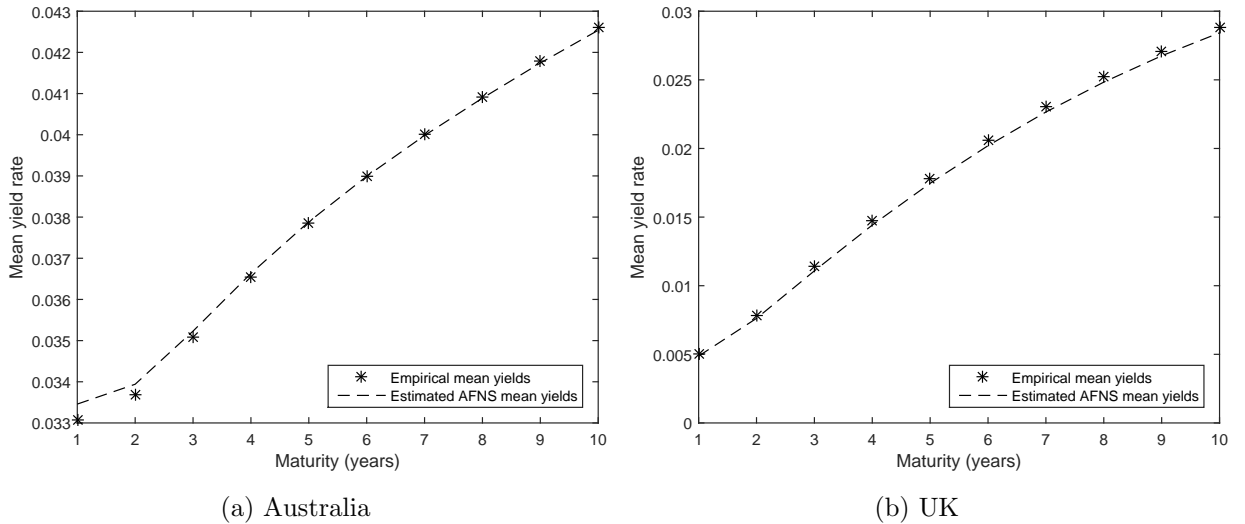 0.043
0.042
0.041
0.04
0.039
0.038
0.037
0.036
0.035
0.034
0.033
Mean yield rate
1 2 3 4 5 6 7 8 9 10
Maturity (years)
Empirical mean yields
Estimated AFNS mean yields
(a) Australia
0.03
0.025
0.02
0.015
0.01
0.005
0
Mean yield rate
1 2 3 4 5 6 7 8 9 10
Maturity (years)
Empirical mean yields
Estimated AFNS mean yields
(b) UK